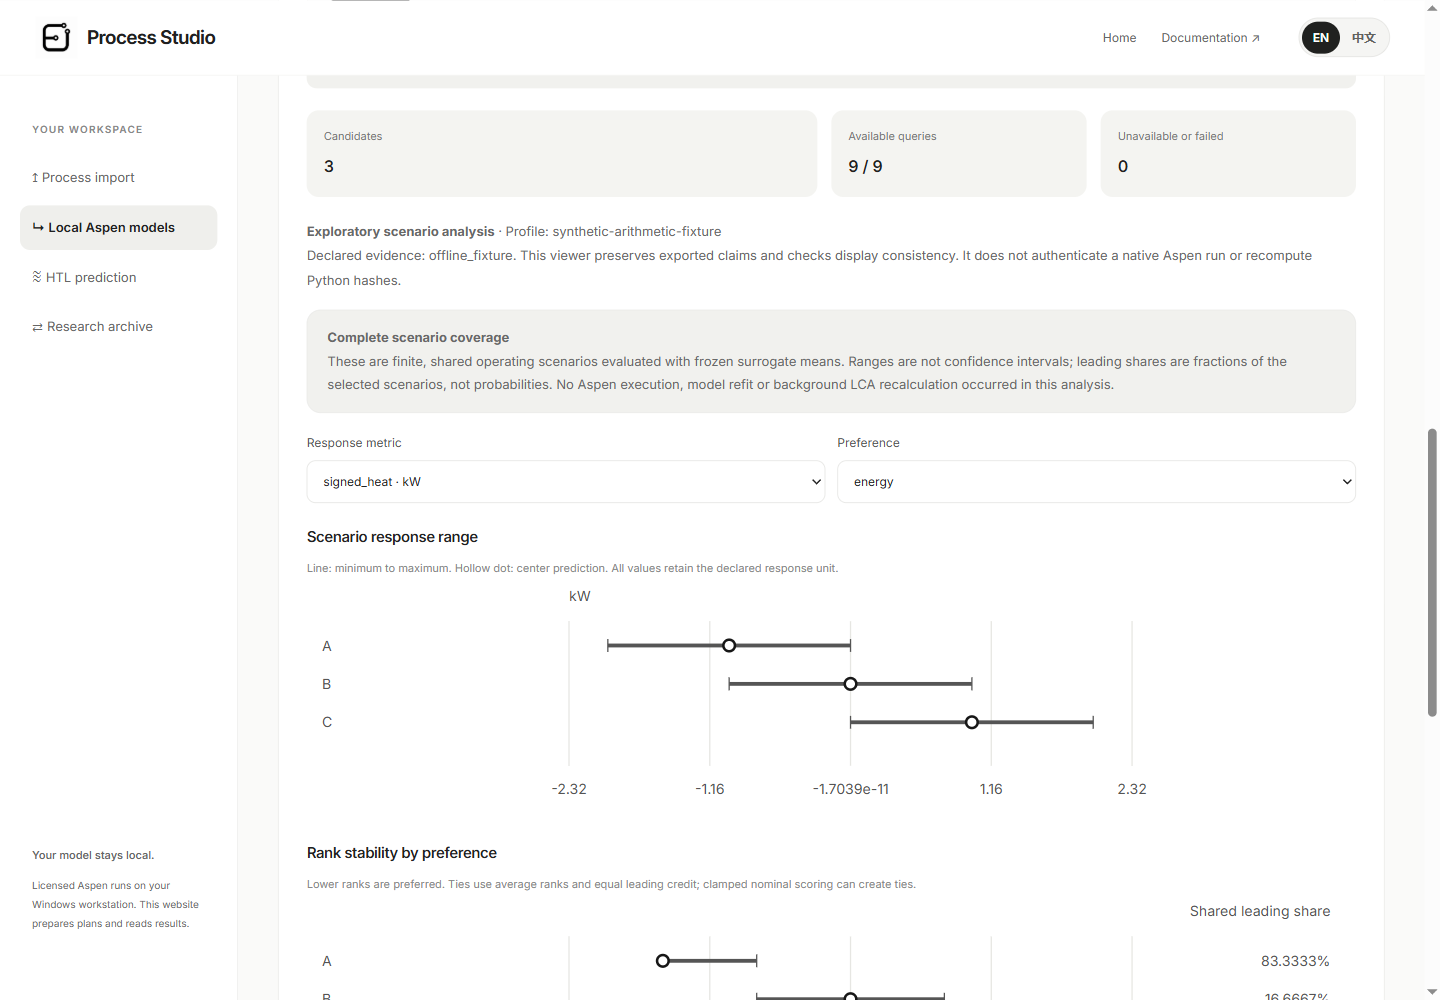 Process Studio
Home
Documentation ↗
EN
中文
YOUR WORKSPACE
↥ Process import
↳ Local Aspen models
HTL prediction
⇄ Research archive
Your model stays local.
Licensed Aspen runs on your
Windows workstation. This website
prepares plans and reads results.
Candidates
3
Available queries
9 / 9
Unavailable or failed
0
Exploratory scenario analysis · Profile: synthetic-arithmetic-fixture
Declared evidence: offline_fixture. This viewer preserves exported claims and checks display consistency. It does not authenticate a native Aspen run or recompute
Python hashes.
Complete scenario coverage
These are finite, shared operating scenarios evaluated with frozen surrogate means. Ranges are not confidence intervals; leading shares are fractions of the
selected scenarios, not probabilities. No Aspen execution, model refit or background LCA recalculation occurred in this analysis.
Response metric
Preference
signed_heat · kW
energy
Scenario response range
Line: minimum to maximum. Hollow dot: center prediction. All values retain the declared response unit.
kW
A
B
C
-2.32
-1.16
-1.7039e-11
1.16
2.32
Rank stability by preference
Lower ranks are preferred. Ties use average ranks and equal leading credit; clamped nominal scoring can create ties.
Shared leading share
A
83.3333%
B
16.6667%